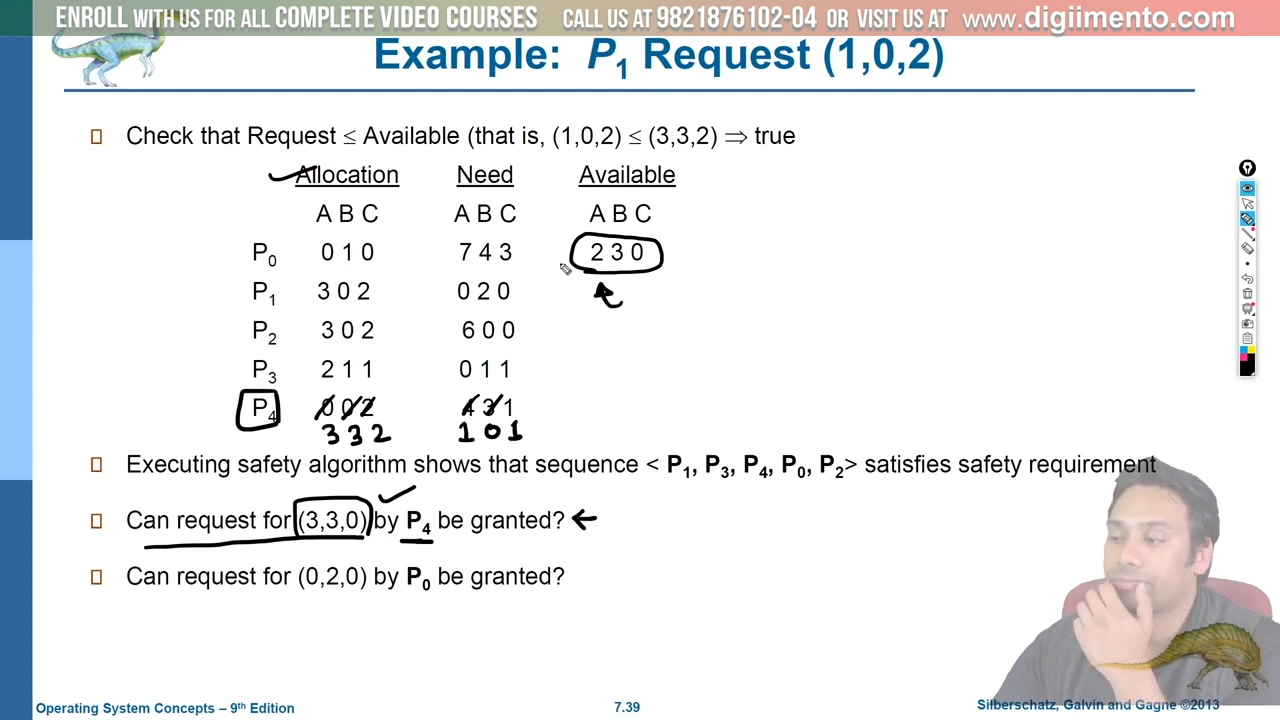 ENROLL WITH US FOR ALL COMPLETE VIDEO COURSES CALL US AT 9821876102-04 OR VISIT US AT www.digiimento.com
Example: P1 Request (1,0,2)
Check that Request ≤ Available (that is, (1,0,2) ≤ (3,3,2) ⇒ true
Allocation Need Available
A B C A B C A B C
P0 0 1 0 7 4 3 2 3 0
P1 3 0 2 0 2 0
P2 3 0 2 6 0 0
P3 2 1 1 0 1 1
P4 0 0 2 4 3 1
3 3 2 1 0 1
Executing safety algorithm shows that sequence < P1, P3, P4, P0, P2> satisfies safety requirement
Can request for (3,3,0) by P4 be granted?
Can request for (0,2,0) by P0 be granted?
Operating System Concepts – 9th Edition 7.39 Silberschatz, Galvin and Gagne ©2013